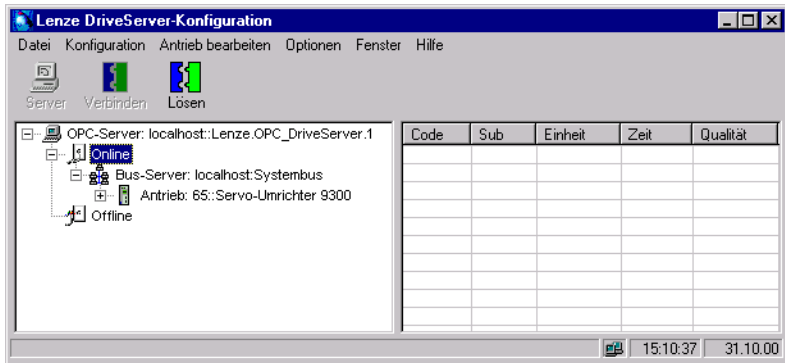 Lenze DriveServer-Konfiguration
Datei Konfiguration Antrieb bearbeiten Optionen Fenster Hilfe
Server Verbinden Lösen
OPC-Server: localhost::Lenze.OPC_DriveServer.1
Online
Bus-Server: localhost:Systembus
Antrieb: 65::Servo-Umrichter 9300
Offline
Code Sub Einheit Zeit Qualität
15:10:37 31.10.00